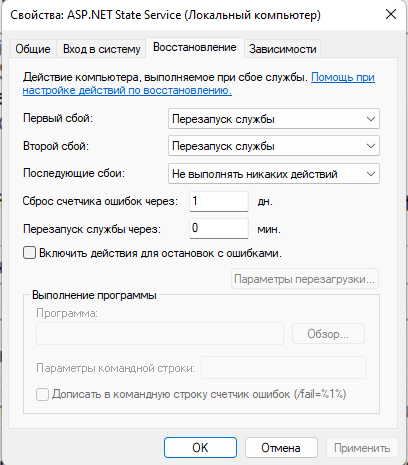 Свойства: ASP.NET State Service (Локальный компьютер)
Общие Вход в систему Восстановление Зависимости
Действие компьютера, выполняемое при сбое службы. Помощь при
настройке действий по восстановлению.
Первый сбой: Перезапуск службы
Второй сбой: Перезапуск службы
Последующие сбои: Не выполнять никаких действий
Сброс счетчика ошибок через: 1 дн.
Перезапуск службы через: 0 мин.
Включить действия для остановок с ошибками.
Параметры перезагрузки...
Выполнение программы
Программа:
Обзор...
Параметры командной строки:
Дописать в командную строку счетчик ошибок (/fail=%1%)
OK Отмена Применить